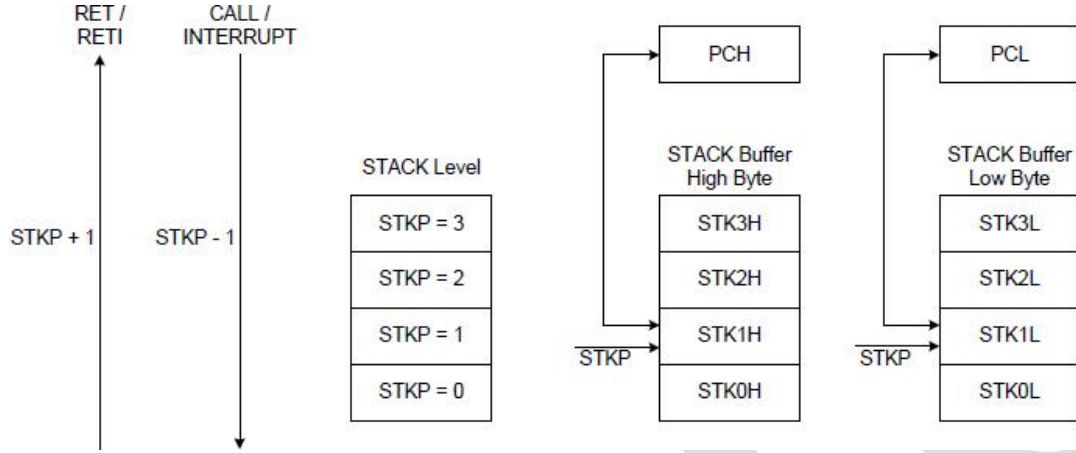 RET /
RETI
CALL /
INTERRUPT
STKP + 1
STKP - 1
STACK Level
STKP = 3
STKP = 2
STKP = 1
STKP = 0
PCH
STACK Buffer
High Byte
STK3H
STK2H
STK1H
STK0H
STKP
PCL
STACK Buffer
Low Byte
STK3L
STK2L
STK1L
STK0L
STKP